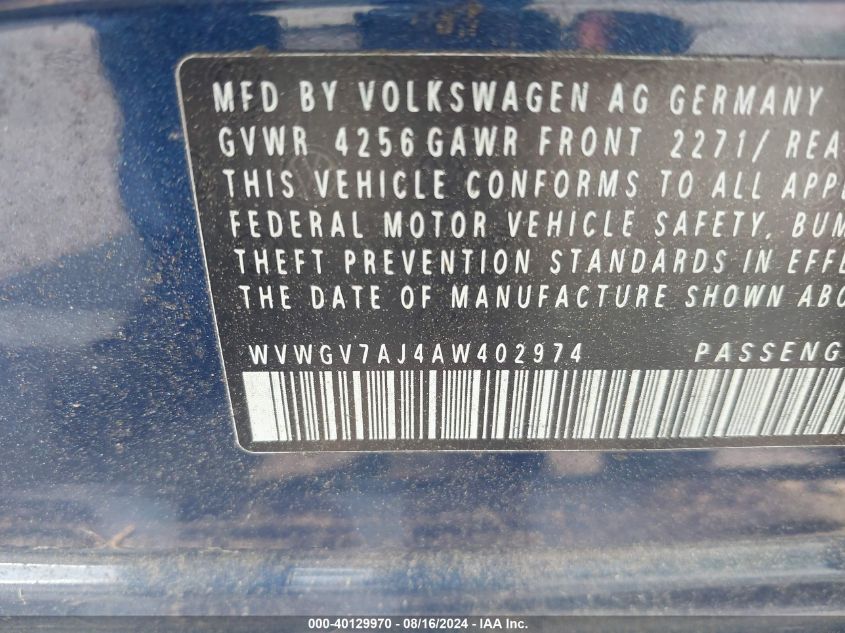 MFD BY VOLKSWAGEN AG GERMANY
GVWR 4256 GAWR FRONT 2271/ REA
THIS VEHICLE CONFORMS TO ALL APPL
FEDERAL MOTOR VEHICLE SAFETY, BUM
THEFT PREVENTION STANDARDS IN EFFE
THE DATE OF MANUFACTURE SHOWN ABO
WVWGV7AJ4AW402974 PASSENG
000-40129970 - 08/16/2024 - IAA Inc.